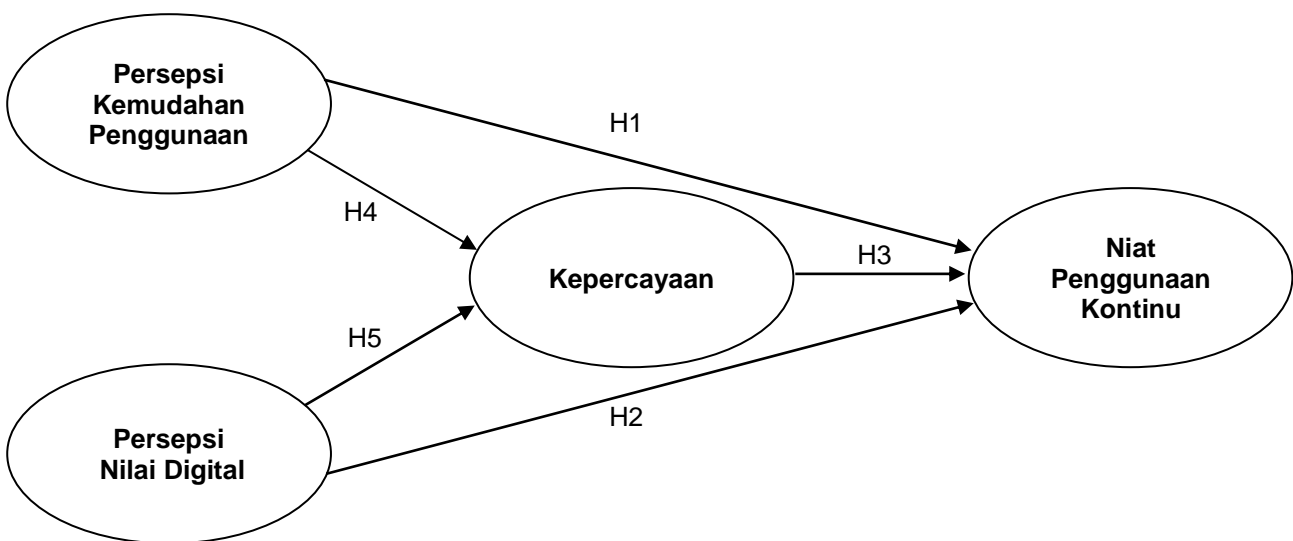 Persepsi
Kemudahan
Penggunaan
H1
H4
Kepercayaan
H3
Niat
Penggunaan
Kontinu
H5
H2
Persepsi
Nilai Digital